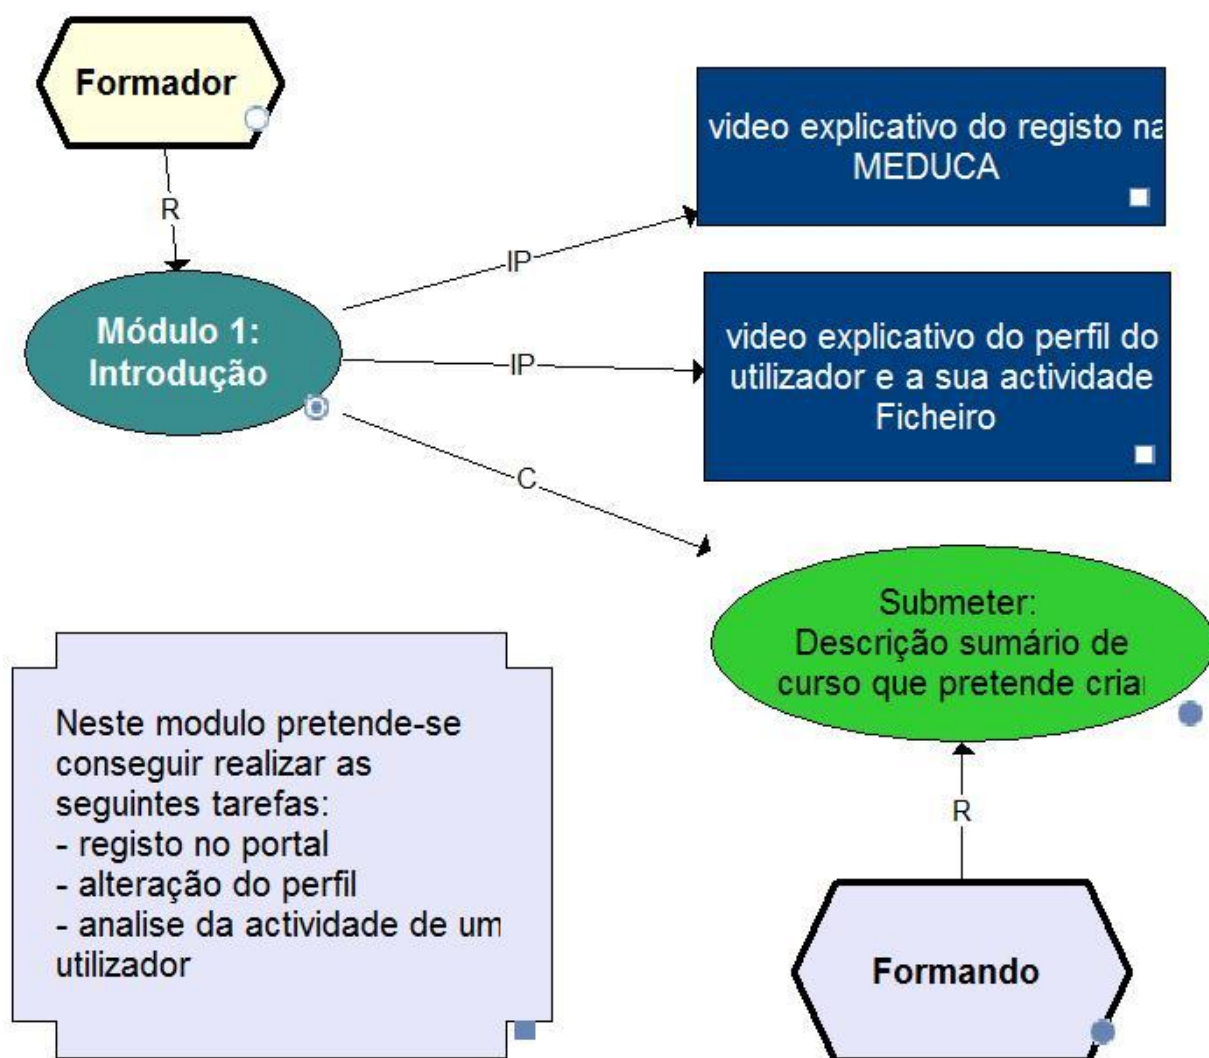 Formador
R
Módulo 1:
Introdução
IP
video explicativo do registo na
MEDUCA
IP
video explicativo do perfil do
utilizador e a sua actividade
Ficheiro
C
Submeter:
Descrição sumário de
curso que pretende criar
R
Formando
Neste modulo pretende-se
conseguir realizar as
seguintes tarefas:
- registo no portal
- alteração do perfil
- analise da actividade de um
utilizador